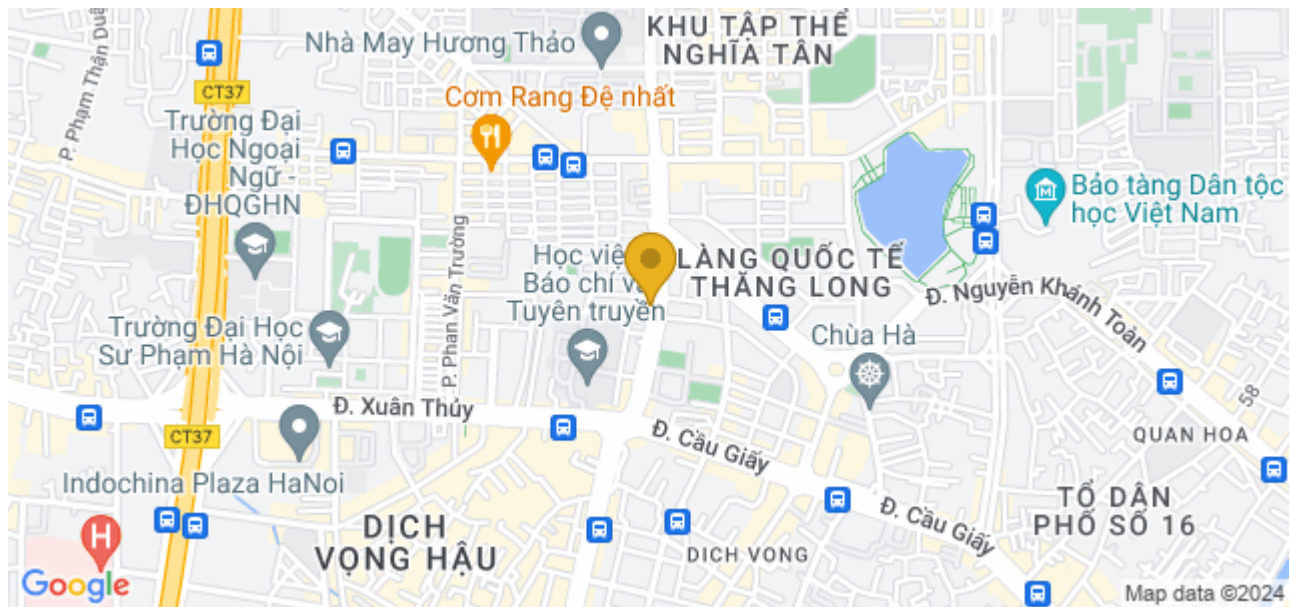 Nhà May Hương Thảo
KHU TẬP THỂ
NGHĨA TÂN
P. Phạm Thận Duật
CT37
Cơm Rang Đệ nhất
Trường Đại
Học Ngoại
Ngữ -
ĐHQGHN
Bảo tàng Dân tộc
học Việt Nam
P. Phan Văn Trường
Học việ
Báo chí v
Tuyên truyền
LÀNG QUỐC TẾ
THĂNG LONG
Đ. Nguyễn Khánh Toàn
Trường Đại Học
Sư Phạm Hà Nội
Chùa Hà
58
Đ. Xuân Thủy
CT37
Đ. Cầu Giấy
QUAN HOA
Indochina Plaza HaNoi
TỔ DÂN
PHỐ SỐ 16
Đ. Cầu Giấy
DỊCH
VỌNG HẬU
DICH VONG
H
Google
Map data ©2024